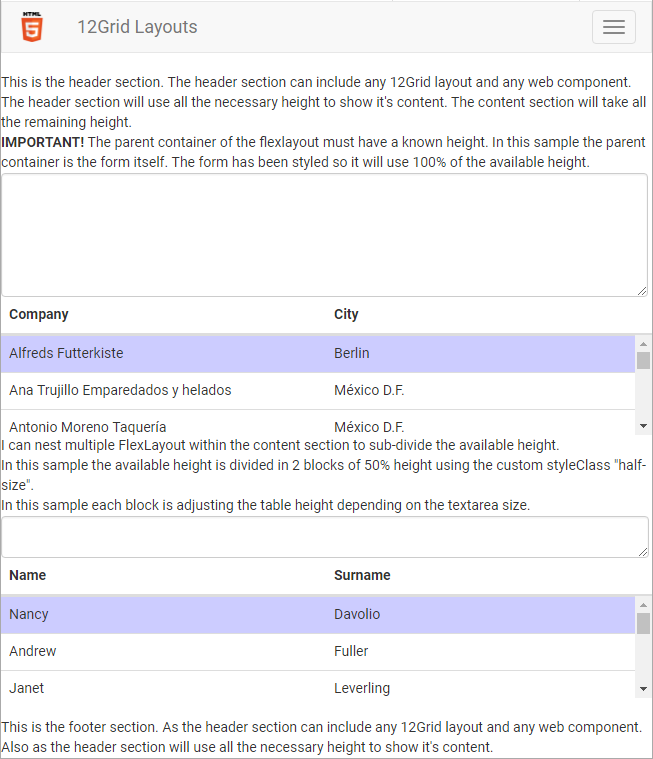 HTML
5
12Grid Layouts
This is the header section. The header section can include any 12Grid layout and any web component.
The header section will use all the necessary height to show it's content. The content section will take all
the remaining height.
IMPORTANT! The parent container of the flexlayout must have a known height. In this sample the parent
container is the form itself. The form has been styled so it will use 100% of the available height.
Company City
Alfreds Futterkiste Berlin
Ana Trujillo Emparedados y helados México D.F.
Antonio Moreno Taquería México D.F.
I can nest multiple FlexLayout within the content section to sub-divide the available height.
In this sample the available height is divided in 2 blocks of 50% height using the custom styleClass "half-
size".
In this sample each block is adjusting the table height depending on the textarea size.
Name Surname
Nancy Davolio
Andrew Fuller
Janet Leverling
This is the footer section. As the header section can include any 12Grid layout and any web component.
Also as the header section will use all the necessary height to show it's content.